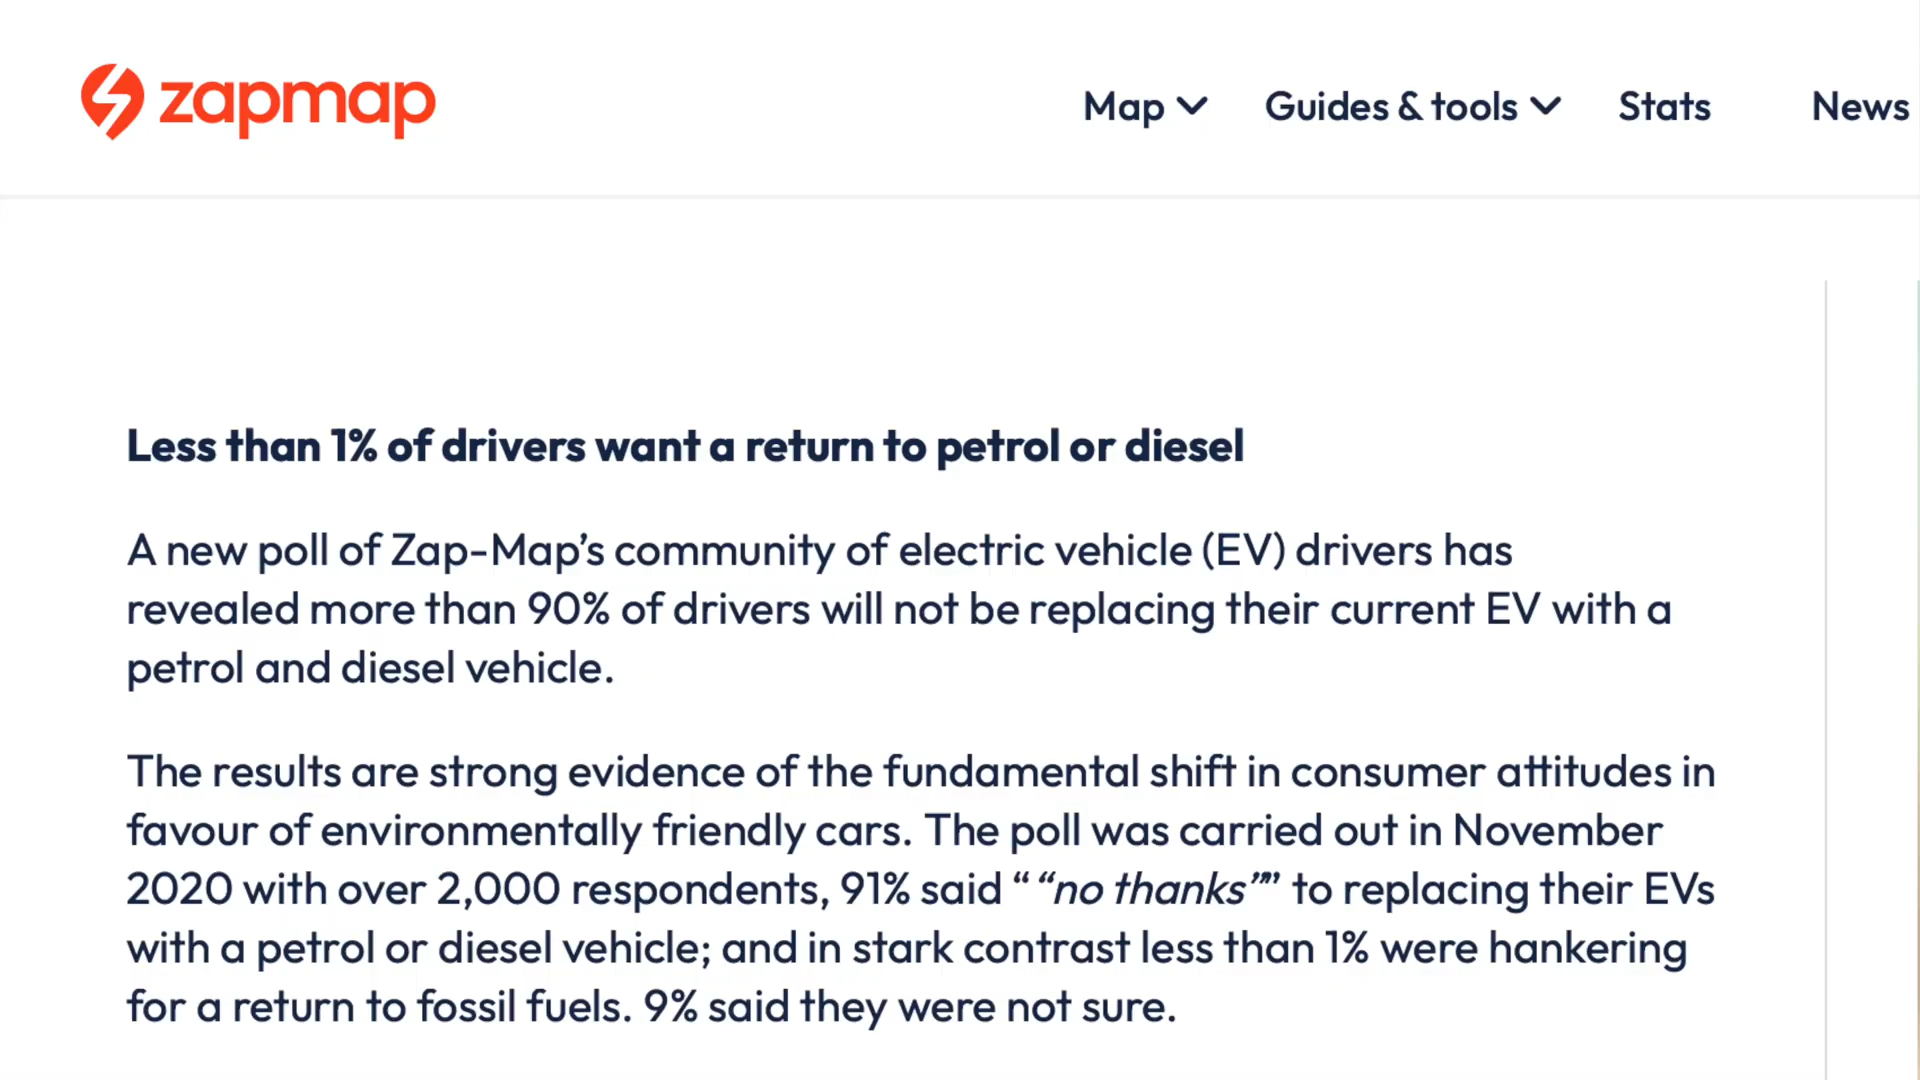 zapmap
Map Guides & tools Stats News
Less than 1% of drivers want a return to petrol or diesel
A new poll of Zap-Map’s community of electric vehicle (EV) drivers has
revealed more than 90% of drivers will not be replacing their current EV with a
petrol and diesel vehicle.
The results are strong evidence of the fundamental shift in consumer attitudes in
favour of environmentally friendly cars. The poll was carried out in November
2020 with over 2,000 respondents, 91% said “ “no thanks”” to replacing their EVs
with a petrol or diesel vehicle; and in stark contrast less than 1% were hankering
for a return to fossil fuels. 9% said they were not sure.